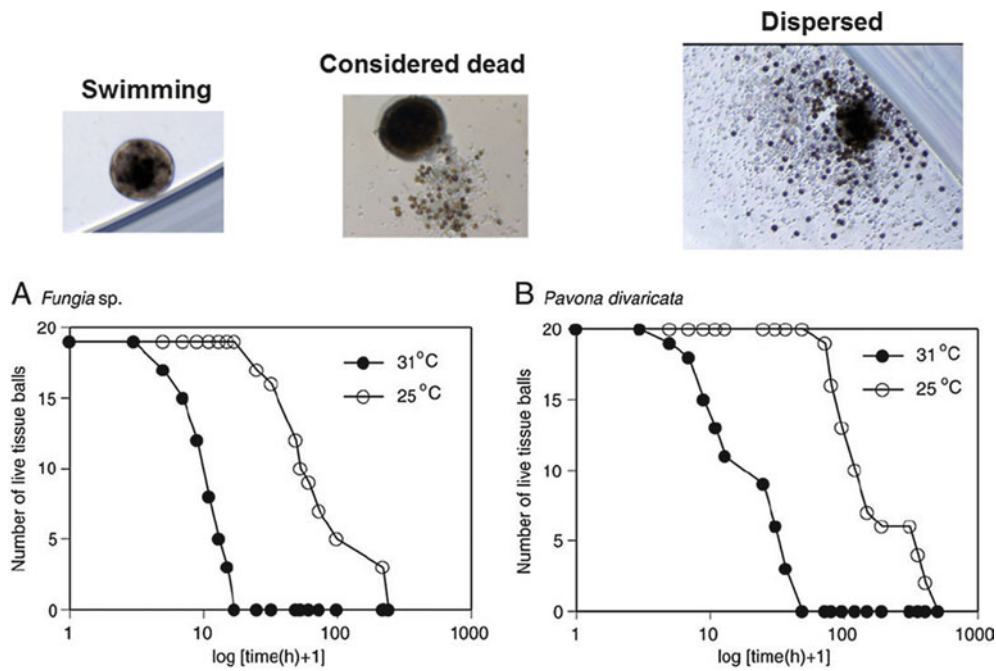 Swimming
Considered dead
Dispersed
A Fungia sp.
Number of live tissue balls
20
15
10
5
0
31°C
25°C
1 10 100 1000
log [time(h)+1]
B Pavona divaricata
Number of live tissue balls
20
15
10
5
0
31°C
25°C
1 10 100 1000
log [time(h)+1]